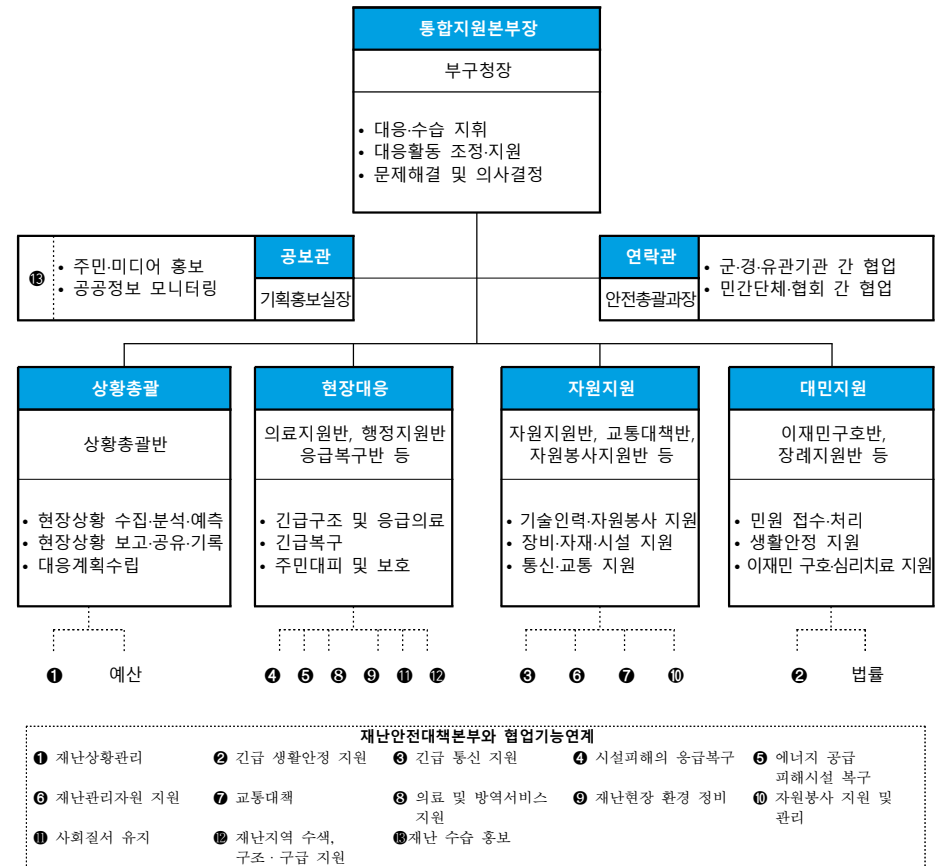 통합지원본부장
부구청장
• 대응·수습 지휘
• 대응활동 조정·지원
• 문제해결 및 의사결정
⓭
• 주민·미디어 홍보
• 공공정보 모니터링
공보관
기획홍보실장
연락관
안전총괄과장
• 군·경·유관기관 간 협업
• 민간단체·협회 간 협업
상황총괄
상황총괄반
• 현장상황 수집·분석·예측
• 현장상황 보고·공유·기록
• 대응계획수립
현장대응
의료지원반, 행정지원반
응급복구반 등
• 긴급구조 및 응급의료
• 긴급복구
• 주민대피 및 보호
자원지원
자원지원반, 교통대책반,
자원봉사지원반 등
• 기술인력·자원봉사 지원
• 장비·자재·시설 지원
• 통신·교통 지원
대민지원
이재민구호반,
장례지원반 등
• 민원 접수·처리
• 생활안정 지원
• 이재민 구호·심리치료 지원
❶ 예산
❹ ❺ ❽ ❾ ⓫ ⓬
❸ ❻ ❼ ❿
❷ 법률
재난안전대책본부와 협업기능연계
❶ 재난상황관리
❷ 긴급 생활안정 지원
❸ 긴급 통신 지원
❹ 시설피해의 응급복구
❺ 에너지 공급
피해시설 복구
❻ 재난관리자원 지원
❼ 교통대책
❽ 의료 및 방역서비스
지원
❾ 재난현장 환경 정비
❿ 자원봉사 지원 및
관리
⓫ 사회질서 유지
⓬ 재난지역 수색,
구조·구급 지원
⓭재난 수습 홍보